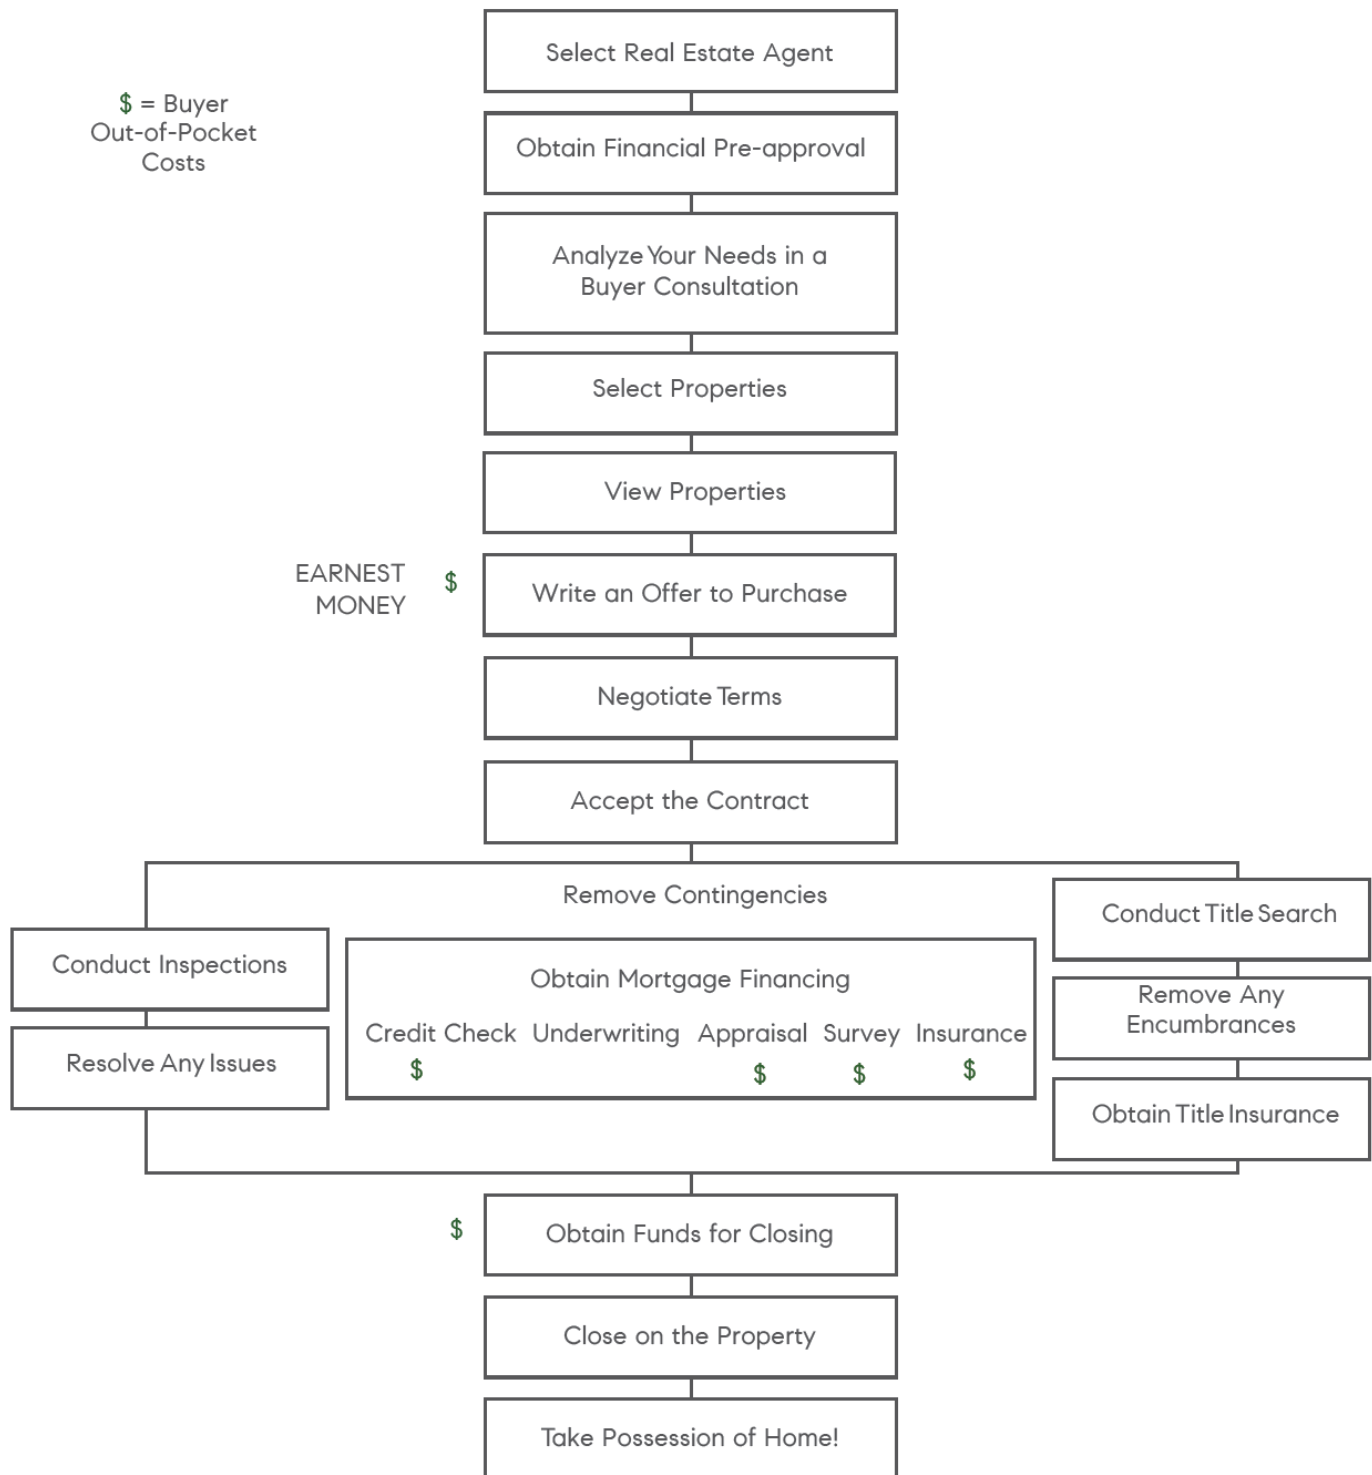 Select Real Estate Agent
$ = Buyer
Out-of-Pocket
Costs
Obtain Financial Pre-approval
Analyze Your Needs in a
Buyer Consultation
Select Properties
View Properties
EARNEST
MONEY
$
Write an Offer to Purchase
Negotiate Terms
Accept the Contract
Remove Contingencies
Conduct Inspections
Resolve Any Issues
Obtain Mortgage Financing
Credit Check Underwriting Appraisal Survey Insurance
$ $ $ $
Conduct Title Search
Remove Any
Encumbrances
Obtain Title Insurance
$
Obtain Funds for Closing
Close on the Property
Take Possession of Home!